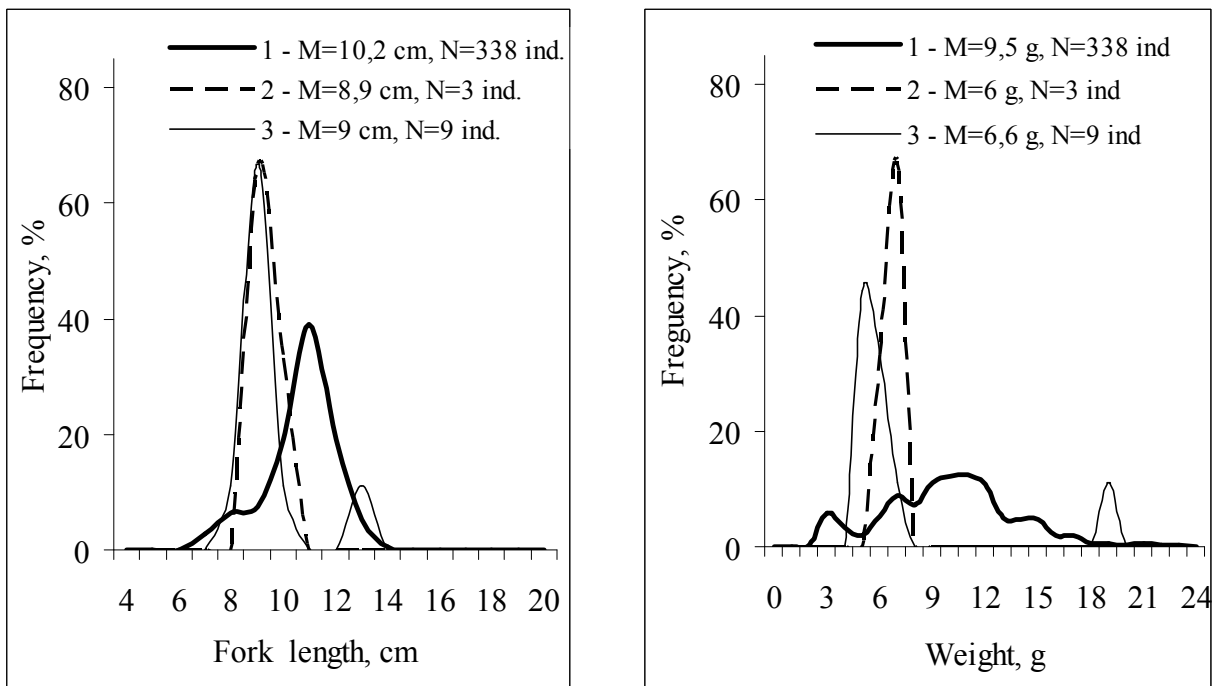 1 - M=10,2 cm, N=338 ind.
2 - M=8,9 cm, N=3 ind.
3 - M=9 cm, N=9 ind.
80
60
40
20
0
Frequency, %
4 6 8 10 12 14 16 18 20
Fork length, cm
1 - M=9,5 g, N=338 ind
2 - M=6 g, N=3 ind
3 - M=6,6 g, N=9 ind
80
60
40
20
0
Freguency, %
0 3 6 9 12 15 18 21 24
Weight, g